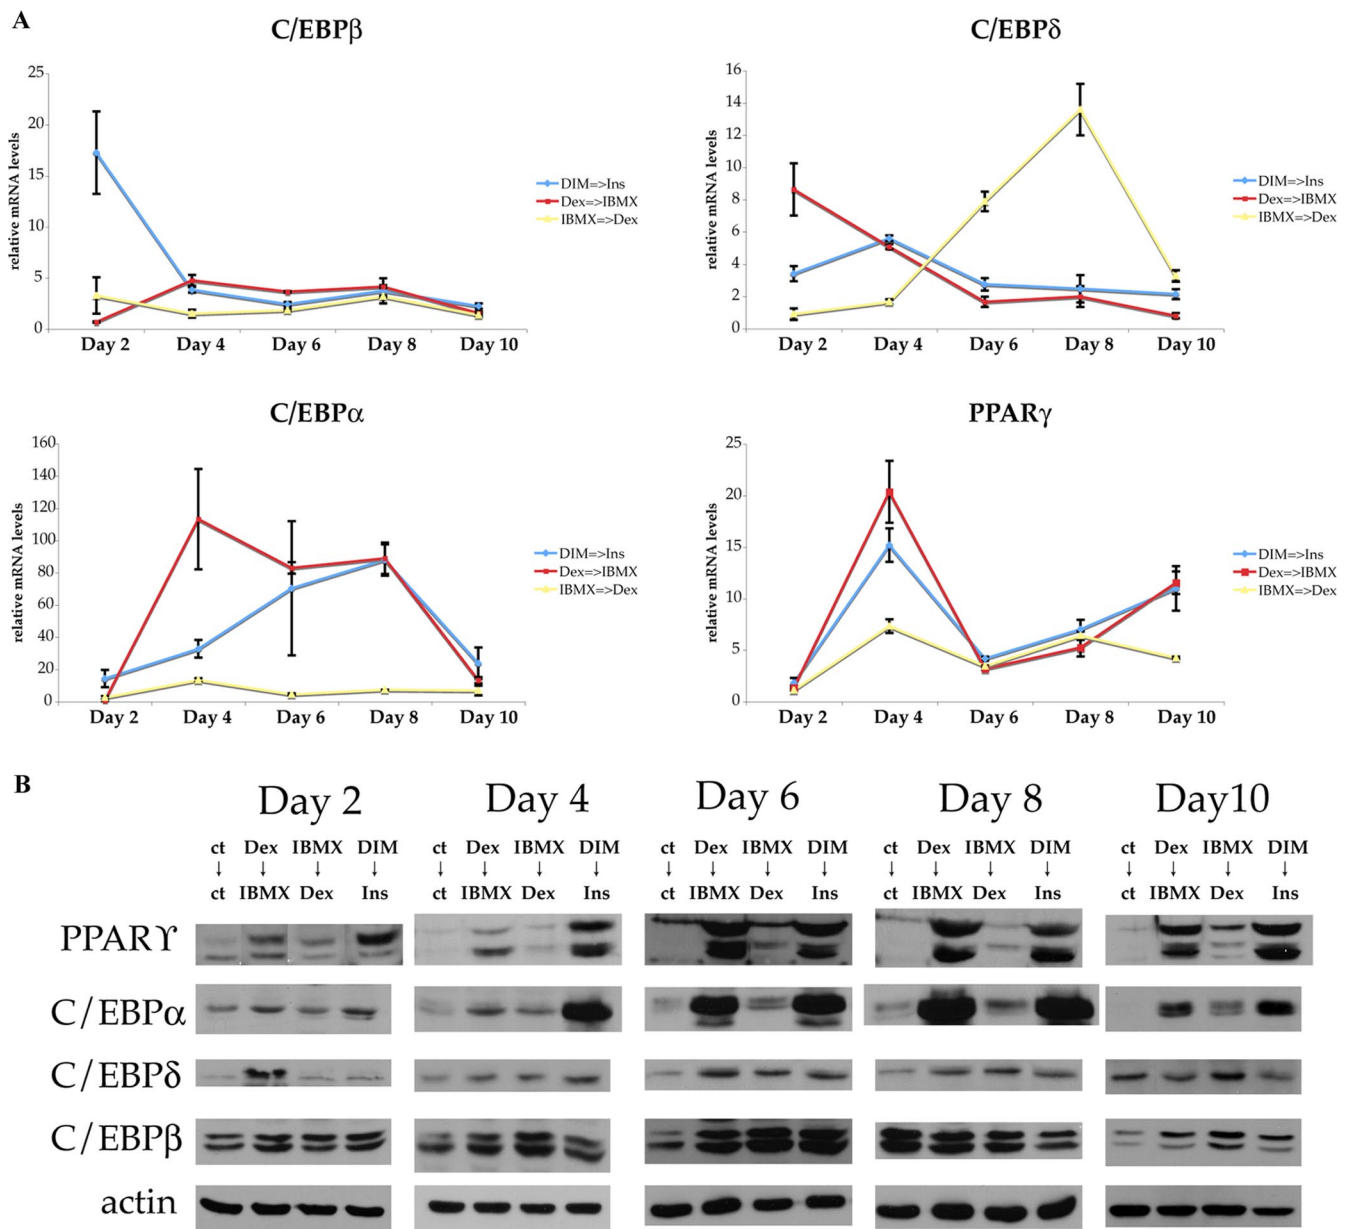 A
C/EBPβ
C/EBPδ
relative mRNA levels
25
20
15
10
5
0
Day 2 Day 4 Day 6 Day 8 Day 10
DIM=>Ins
Dex=>IBMX
IBMX=>Dex
relative mRNA levels
16
14
12
10
8
6
4
2
0
Day 2 Day 4 Day 6 Day 8 Day 10
DIM=>Ins
Dex=>IBMX
IBMX=>Dex
C/EBPα
PPARγ
relative mRNA levels
160
140
120
100
80
60
40
20
0
Day 2 Day 4 Day 6 Day 8 Day 10
DIM=>Ins
Dex=>IBMX
IBMX=>Dex
relative mRNA levels
25
20
15
10
5
0
Day 2 Day 4 Day 6 Day 8 Day 10
DIM=>Ins
Dex=>IBMX
IBMX=>Dex
B
Day 2 Day 4 Day 6 Day 8 Day10
ct Dex IBMX DIM ct Dex IBMX DIM ct Dex IBMX DIM ct Dex IBMX DIM ct Dex IBMX DIM
↓ ↓ ↓ ↓ ↓ ↓ ↓ ↓ ↓ ↓ ↓ ↓ ↓ ↓ ↓ ↓ ↓ ↓ ↓ ↓
ct IBMX Dex Ins ct IBMX Dex Ins ct IBMX Dex Ins ct IBMX Dex Ins ct IBMX Dex Ins
PPARϒ
C/EBPα
C/EBPδ
C/EBPβ
actin